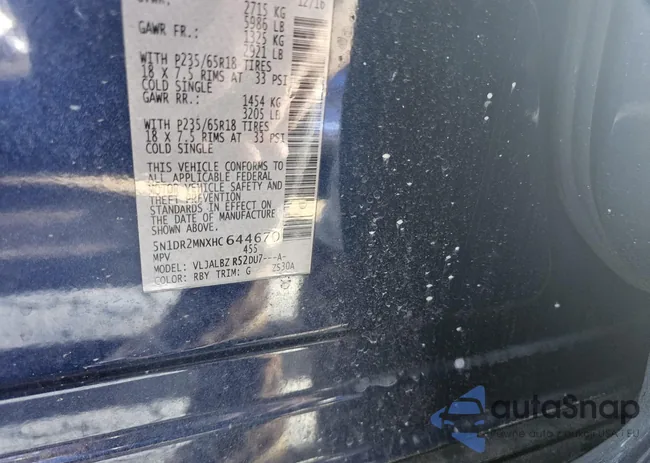 2715 KG
12/16
5986 LB
GAWR FR.: 1325 KG
2921 LB
WITH P235/65R18 TIRES
18 X 7.5 RIMS AT 33 PSI
COLD SINGLE
GAWR RR.: 1454 KG
3205 LB
WITH P235/65R18 TIRES
18 X 7.5 RIMS AT 33 PSI
COLD SINGLE
THIS VEHICLE CONFORMS TO
ALL APPLICABLE FEDERAL
MOTOR VEHICLE SAFETY AND
THEFT PREVENTION
STANDARDS IN EFFECT ON
THE DATE OF MANUFACTURE
SHOWN ABOVE.
5N1DR2MNXHC644670
MPV 455
MODEL: VLJALBZ R52DU7---A-
COLOR: RBY TRIM: G ZS30A
autaSnap